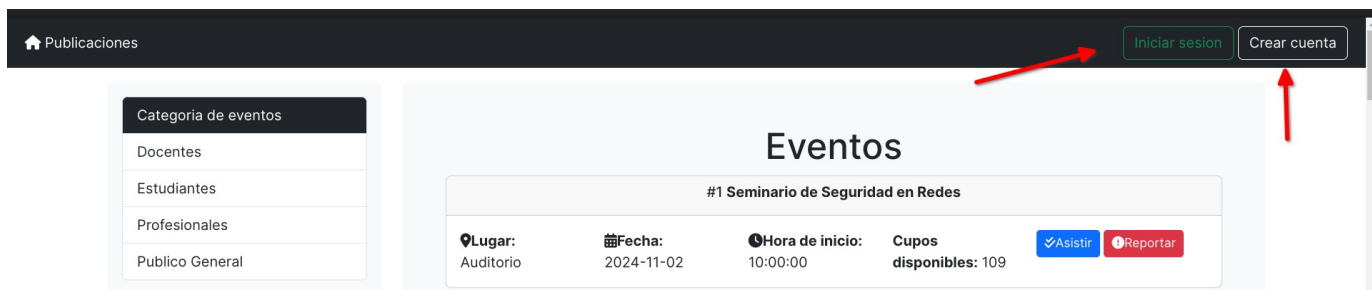 Publicaciones
Iniciar sesion
Crear cuenta
Categoria de eventos
Docentes
Estudiantes
Profesionales
Publico General
Eventos
#1 Seminario de Seguridad en Redes
Lugar:
Auditorio
Fecha:
2024-11-02
Hora de inicio:
10:00:00
Cupos
disponibles: 109
Asistir
Reportar